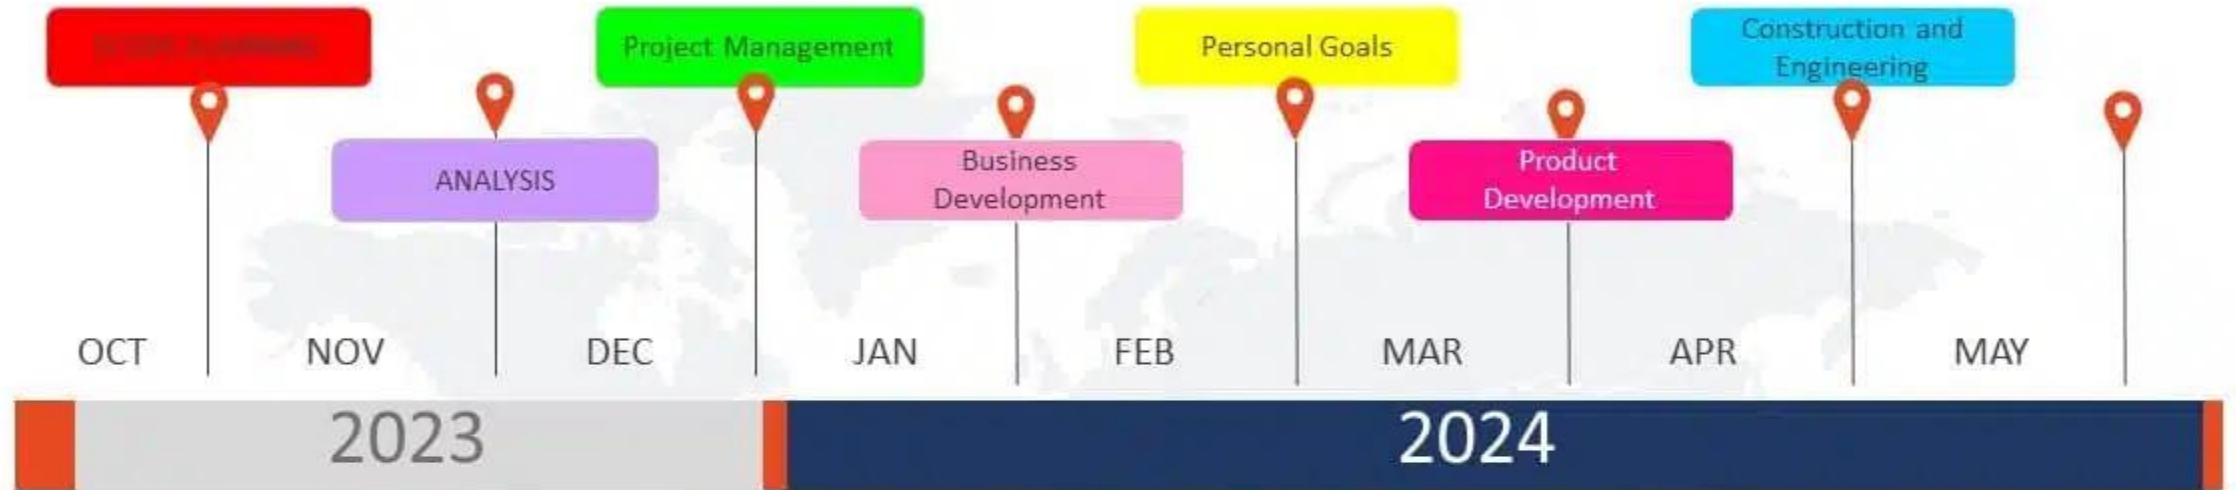 Project Management
Personal Goals
Construction and
Engineering
ANALYSIS
Business
Development
Product
Development
OCT
NOV
DEC
JAN
FEB
MAR
APR
MAY
2023
2024